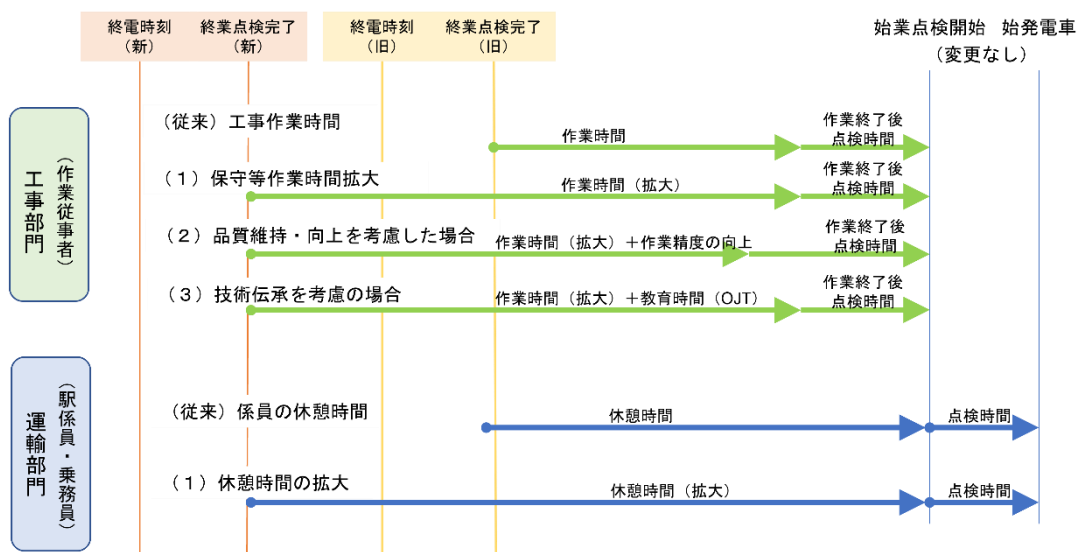 終電時刻
（新）
終業点検完了
（新）
終電時刻
（旧）
終業点検完了
（旧）
始業点検開始　始発電車
（変更なし）
工事部門
（作業従事者）
（従来）工事作業時間
作業時間
作業終了後
点検時間
（１）保守等作業時間拡大
作業時間（拡大）
作業終了後
点検時間
（２）品質維持・向上を考慮した場合
作業時間（拡大）＋作業精度の向上
作業終了後
点検時間
（３）技術伝承を考慮の場合
作業時間（拡大）＋教育時間（OJT）
作業終了後
点検時間
運輸部門
（駅係員・乗務員）
（従来）係員の休憩時間
休憩時間
点検時間
（１）休憩時間の拡大
休憩時間（拡大）
点検時間